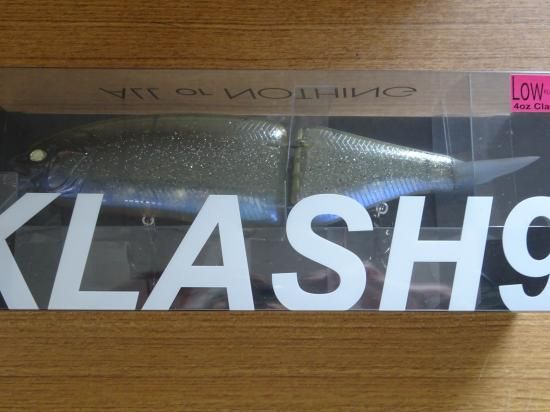 ALL or NOTHING
LOW
4oz Cla
KLASH9